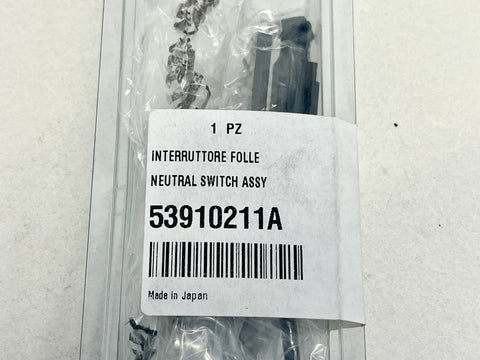 1 PZ
INTERRUTTORE FOLLE
NEUTRAL SWITCH ASSY
53910211A
Made in Japan